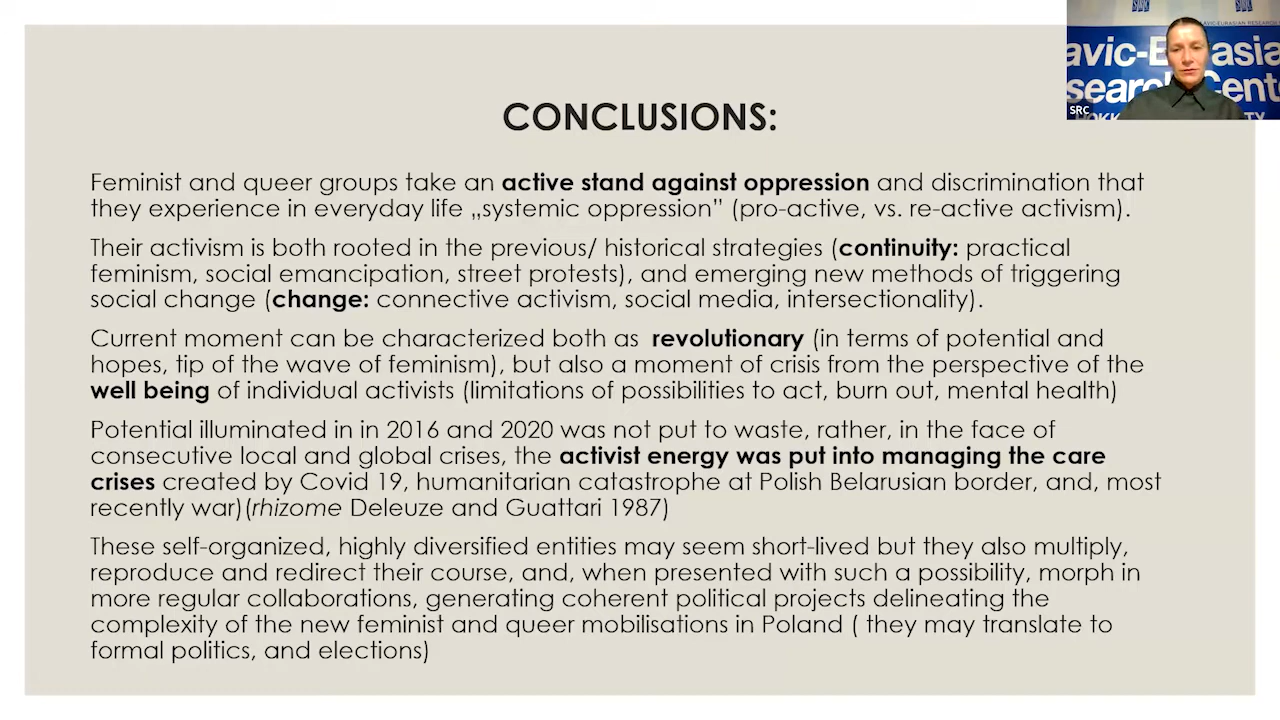 CONCLUSIONS:
Feminist and queer groups take an active stand against oppression and discrimination that
they experience in everyday life „systemic oppression” (pro-active, vs. re-active activism).
Their activism is both rooted in the previous/ historical strategies (continuity: practical
feminism, social emancipation, street protests), and emerging new methods of triggering
social change (change: connective activism, social media, intersectionality).
Current moment can be characterized both as revolutionary (in terms of potential and
hopes, tip of the wave of feminism), but also a moment of crisis from the perspective of the
well being of individual activists (limitations of possibilities to act, burn out, mental health)
Potential illuminated in in 2016 and 2020 was not put to waste, rather, in the face of
consecutive local and global crises, the activist energy was put into managing the care
crises created by Covid 19, humanitarian catastrophe at Polish Belarusian border, and, most
recently war)(rhizome Deleuze and Guattari 1987)
These self-organized, highly diversified entities may seem short-lived but they also multiply,
reproduce and redirect their course, and, when presented with such a possibility, morph in
more regular collaborations, generating coherent political projects delineating the
complexity of the new feminist and queer mobilisations in Poland ( they may translate to
formal politics, and elections)
AVIC-EURASIAN RESEARCH
avic-E asia
search Cent
SRC